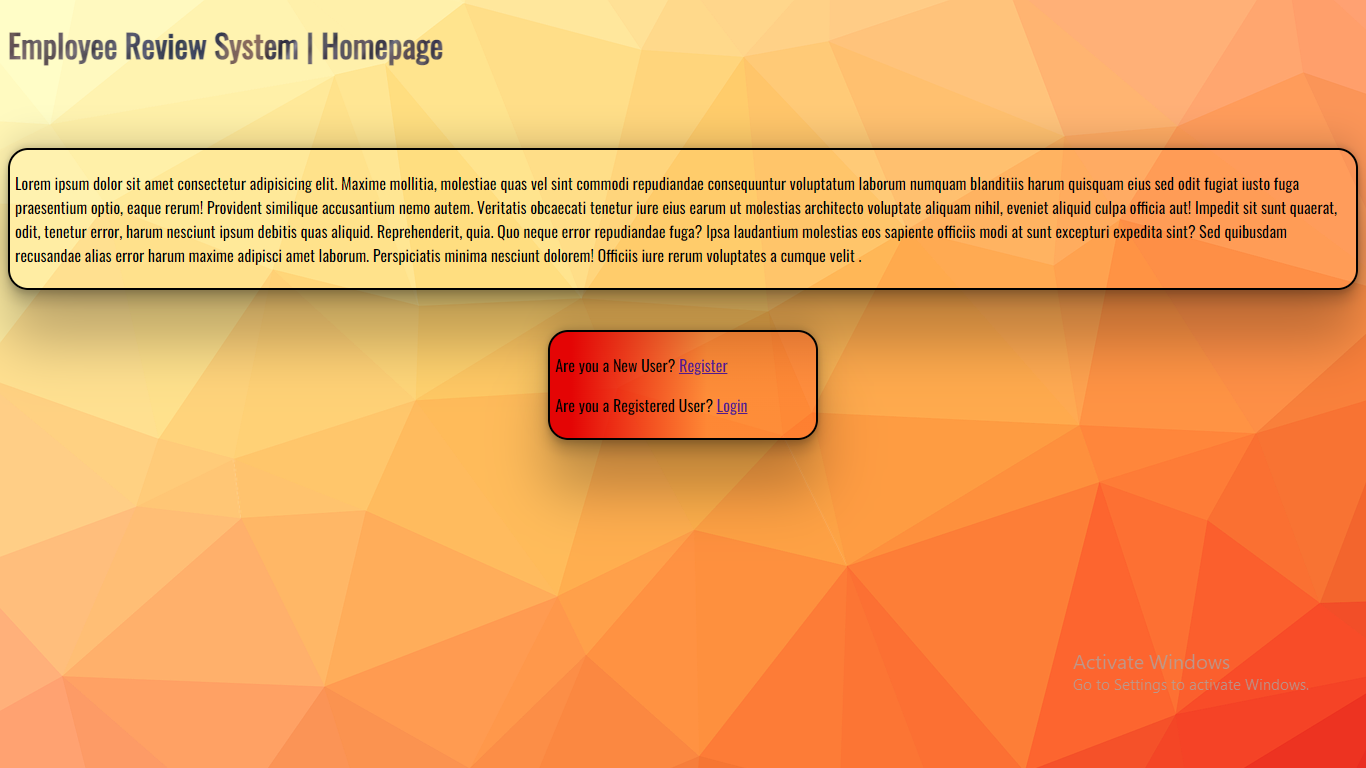 Employee Review System | Homepage
Lorem ipsum dolor sit amet consectetur adipisicing elit. Maxime mollitia, molestiae quas vel sint commodi repudiandae consequuntur voluptatum laborum numquam blanditiis harum quisquam eius sed odit fugiat iusto fuga
praesentium optio, eaque rerum! Provident similique accusantium nemo autem. Veritatis obcaecati tenetur iure eius earum ut molestias architecto voluptate aliquam nihil, eveniet aliquid culpa officia aut! Impedit sit sunt quaerat,
odit, tenetur error, harum nesciunt ipsum debitis quas aliquid. Reprehenderit, quia. Quo neque error repudiandae fuga? Ipsa laudantium molestias eos sapiente officiis modi at sunt excepturi expedita sint? Sed quibusdam
recusandae alias error harum maxime adipisci amet laborum. Perspiciatis minima nesciunt dolorem! Officiis iure rerum voluptates a cumque velit .
Are you a New User? Register
Are you a Registered User? Login
Activate Windows
Go to Settings to activate Windows.